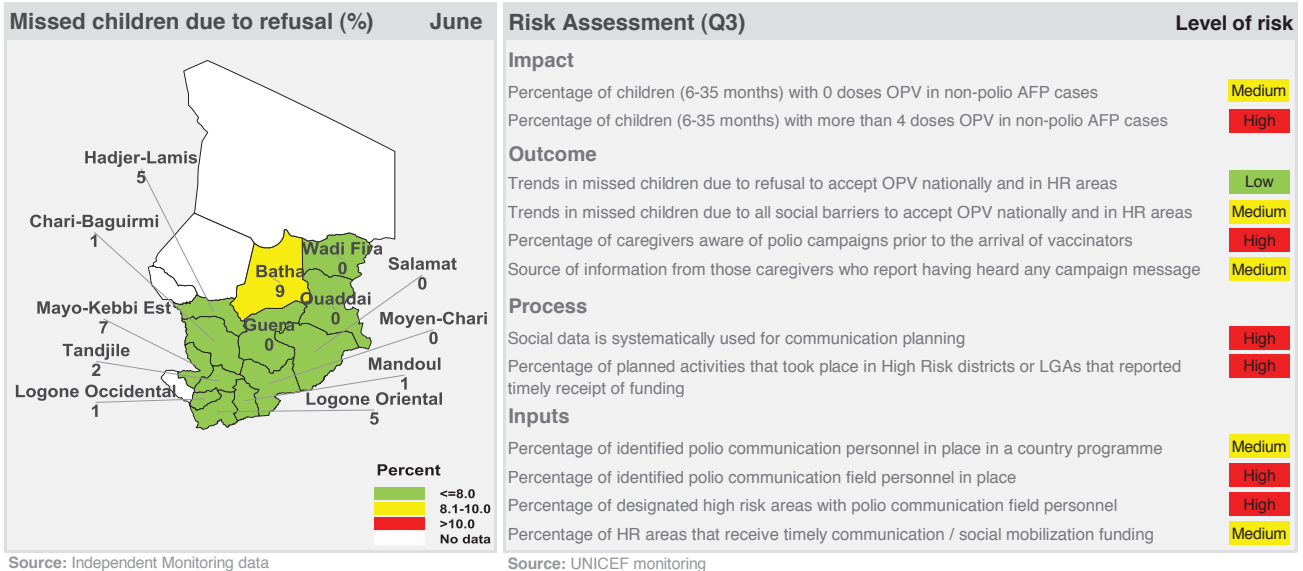 Missed children due to refusal (%) June
Hadjer-Lamis
5
Chari-Baguirmi
1
Wadi Fira
0
Salamat
0
Batha
9
Ouaddai
0
Mayo-Kebbi Est
7
Guera
0
Moyen-Chari
0
Tandjile
2
Mandoul
1
Logone Occidental
1
Logone Oriental
5
Percent
<=8.0
8.1-10.0
>10.0
No data
Source: Independent Monitoring data
Risk Assessment (Q3) Level of risk
Impact
Percentage of children (6-35 months) with 0 doses OPV in non-polio AFP cases Medium
Percentage of children (6-35 months) with more than 4 doses OPV in non-polio AFP cases High
Outcome
Trends in missed children due to refusal to accept OPV nationally and in HR areas Low
Trends in missed children due to all social barriers to accept OPV nationally and in HR areas Medium
Percentage of caregivers aware of polio campaigns prior to the arrival of vaccinators High
Source of information from those caregivers who report having heard any campaign message Medium
Process
Social data is systematically used for communication planning High
Percentage of planned activities that took place in High Risk districts or LGAs that reported High
timely receipt of funding
Inputs
Percentage of identified polio communication personnel in place in a country programme Medium
Percentage of identified polio communication field personnel in place High
Percentage of designated high risk areas with polio communication field personnel High
Percentage of HR areas that receive timely communication / social mobilization funding Medium
Source: UNICEF monitoring